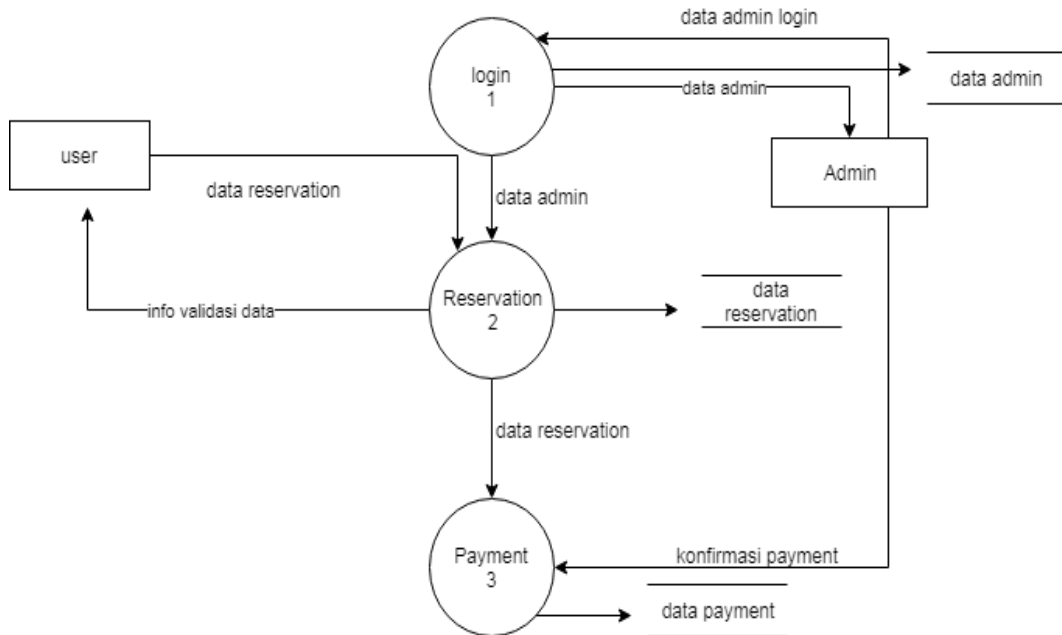 data admin login
login
1
data admin
data admin
user
Admin
data reservation
data admin
Reservation
2
data
reservation
info validasi data
data reservation
Payment
3
konfirmasi payment
data payment